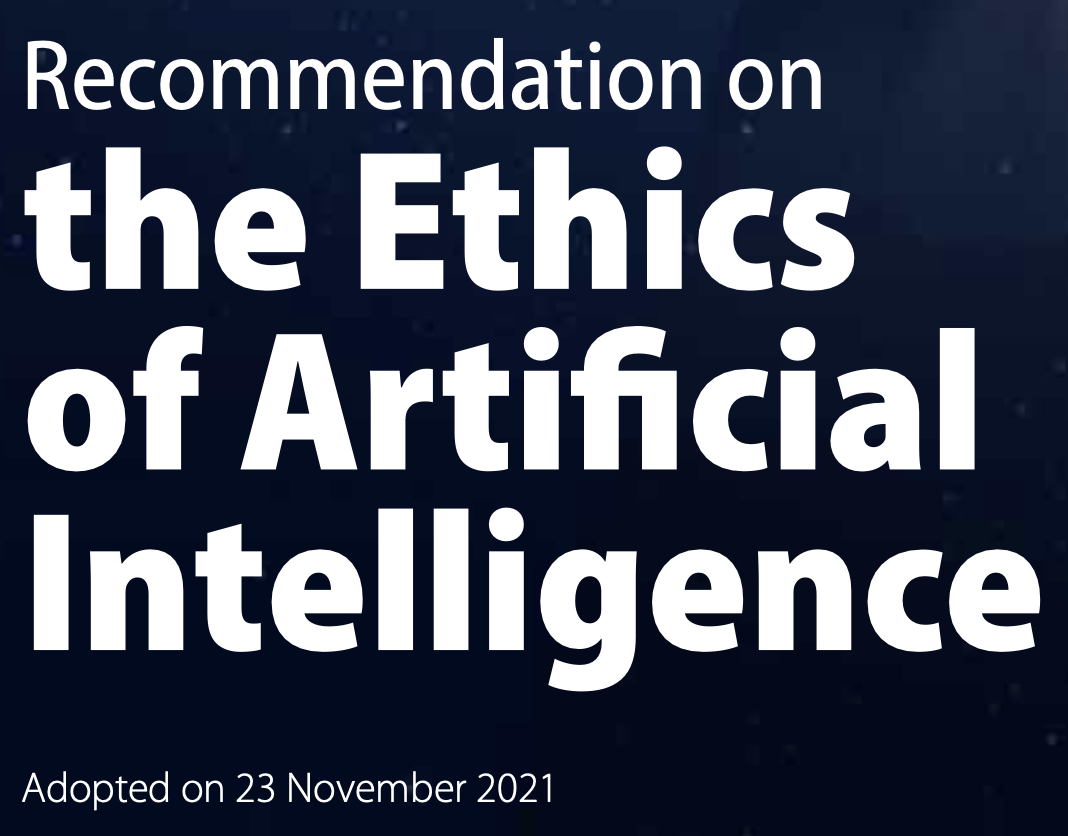 Recommendation on
the Ethics
of Artificial
Intelligence
Adopted on 23 November 2021